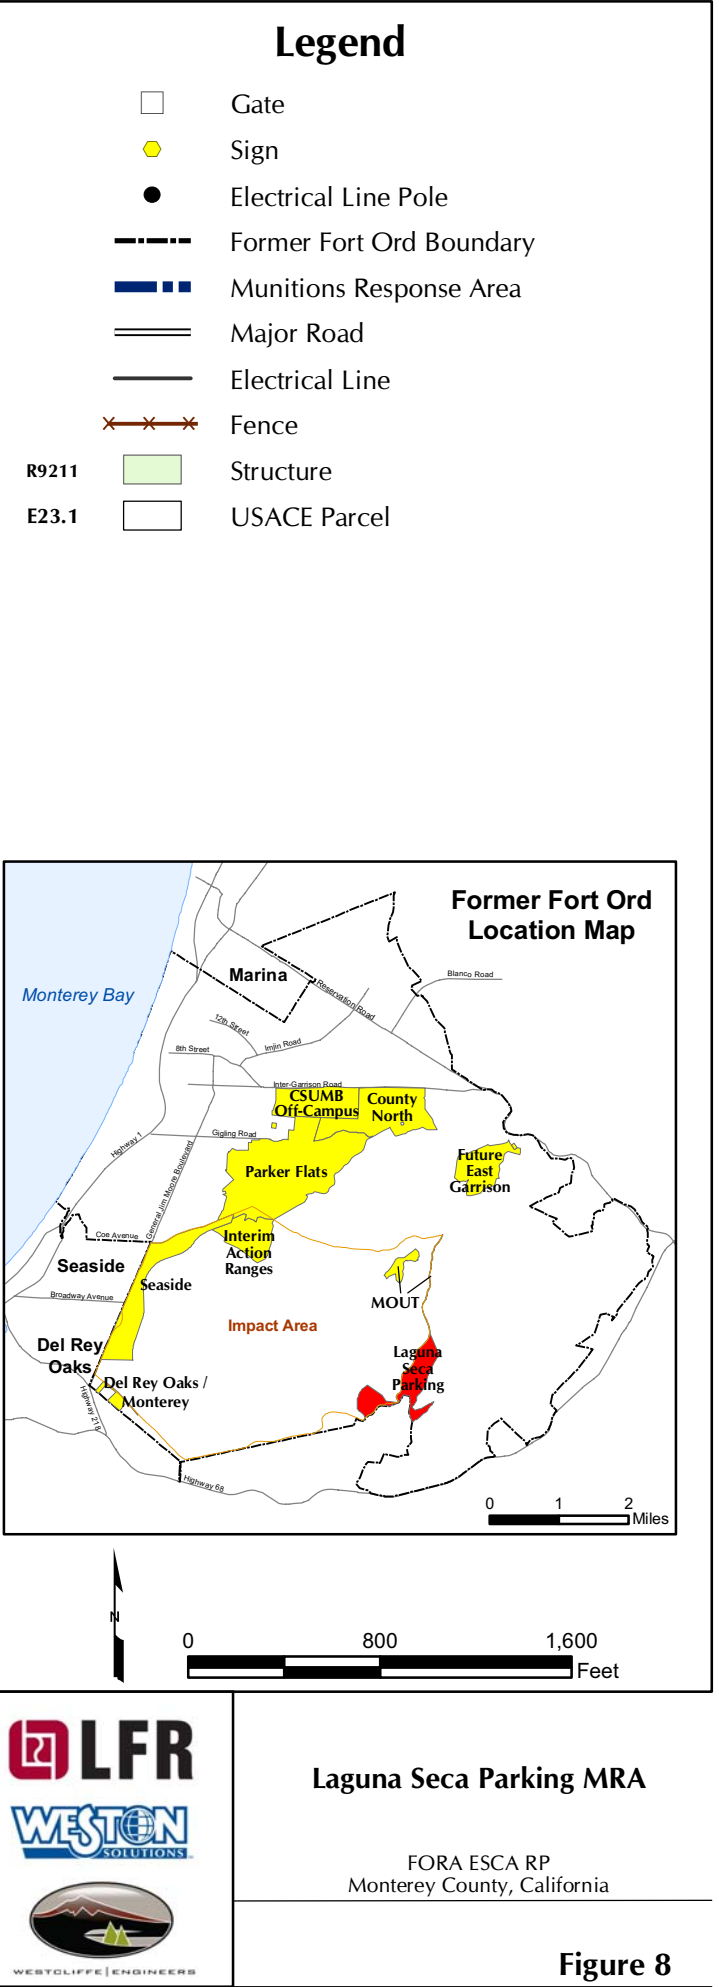 Legend
Gate
Sign
Electrical Line Pole
Former Fort Ord Boundary
Munitions Response Area
Major Road
Electrical Line
Fence
R9211 Structure
E23.1 USACE Parcel
Former Fort Ord
Location Map
Monterey Bay
Marina
Blanco Road
Reservation Road
12th Street
Imjin Road
8th Street
Inter-Garrison Road
CSUMB
Off-Campus
County
North
Highway 1
Gigling Road
General Jim Moore Boulevard
Parker Flats
Future
East
Garrison
Coe Avenue
Interim
Action
Ranges
Seaside
Seaside
Broadway Avenue
MOUT
Impact Area
Del Rey
Oaks
Laguna
Seca
Parking
Del Rey Oaks /
Monterey
Highway 218
Highway 68
0 1 2
Miles
N
0 800 1,600
Feet
LFR
WESTON
SOLUTIONS
WESTCLIFFE | ENGINEERS
Laguna Seca Parking MRA
FORA ESCA RP
Monterey County, California
Figure 8